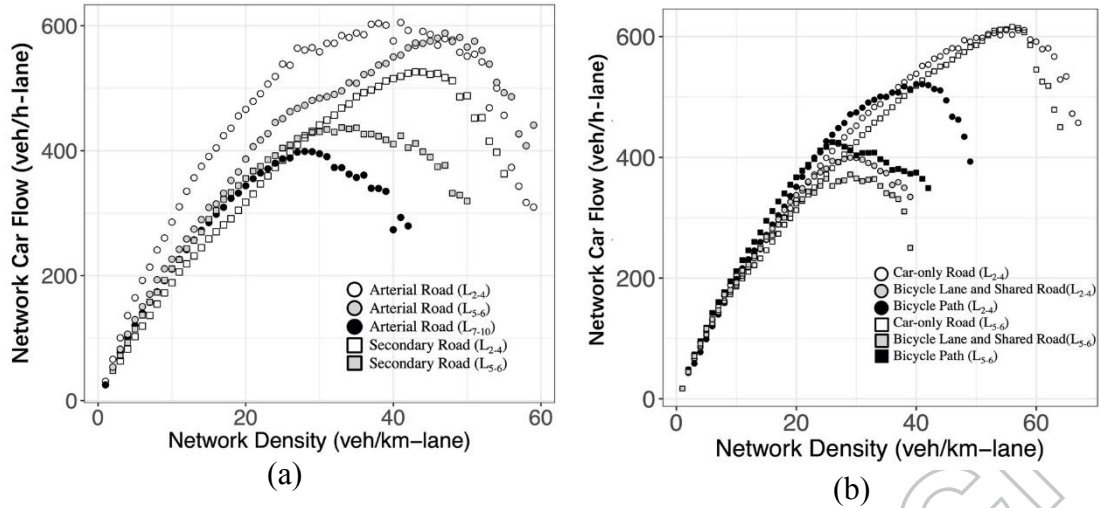 600
400
200
0
0
20
40
60
Network Car Flow (veh/h-lane)
Network Density (veh/km−lane)
Arterial Road (L2-4)
Arterial Road (L5-6)
Arterial Road (L7-10)
Secondary Road (L2-4)
Secondary Road (L5-6)
(a)
600
400
200
0
0
20
40
60
Network Car Flow (veh/h-lane)
Network Density (veh/km−lane)
Car-only Road (L2-4)
Bicycle Lane and Shared Road(L2-4)
Bicycle Path (L2-4)
Car-only Road (L5-6)
Bicycle Lane and Shared Road(L5-6)
Bicycle Path (L5-6)
(b)